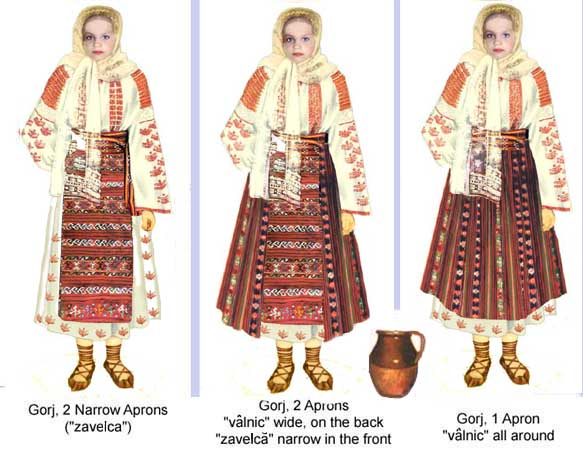 Gorj, 2 Narrow Aprons
("zavelca")
Gorj, 2 Aprons
"vâlnic" wide, on the back
"zavelcă" narrow in the front
Gorj, 1 Apron
"vâlnic" all around